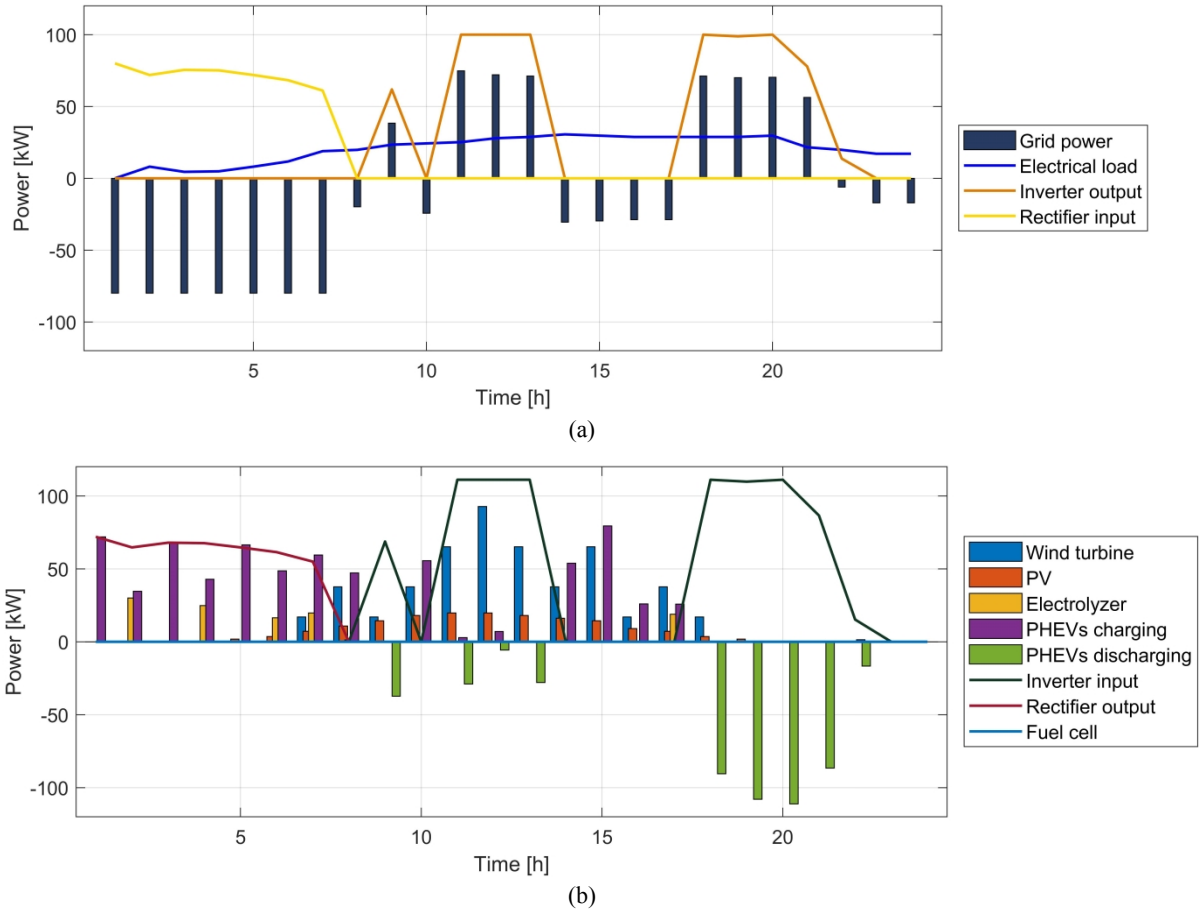 100
50
0
-50
-100
Power [kW]
5
10
15
20
Time [h]
Grid power
Electrical load
Inverter output
Rectifier input
(a)
100
50
0
-50
-100
Power [kW]
5
10
15
20
Time [h]
Wind turbine
PV
Electrolyzer
PHEVs charging
PHEVs discharging
Inverter input
Rectifier output
Fuel cell
(b)